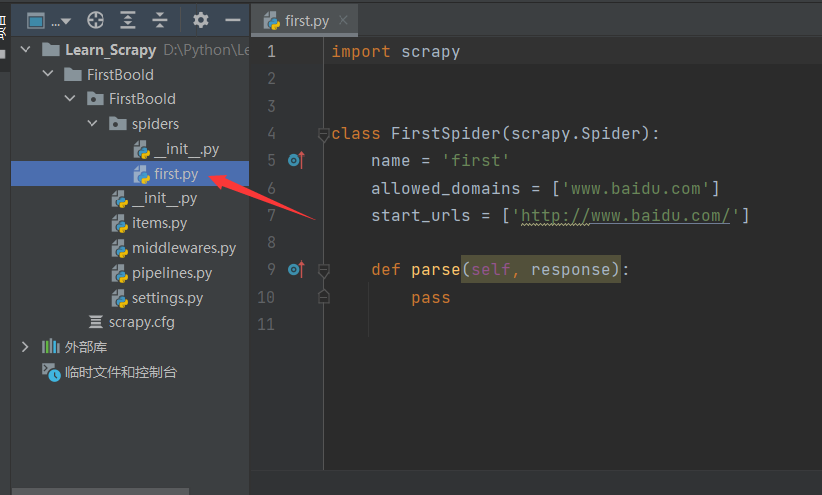 ...
first.py
Learn_Scrapy D:\Python\Le
FirstBoold
FirstBoold
spiders
__init__.py
first.py
__init__.py
items.py
middlewares.py
pipelines.py
settings.py
scrapy.cfg
外部库
临时文件和控制台
1 import scrapy
2
3
4 class FirstSpider(scrapy.Spider):
5 name = 'first'
6 allowed_domains = ['www.baidu.com']
7 start_urls = ['http://www.baidu.com/']
8
9 def parse(self, response):
10 pass
11